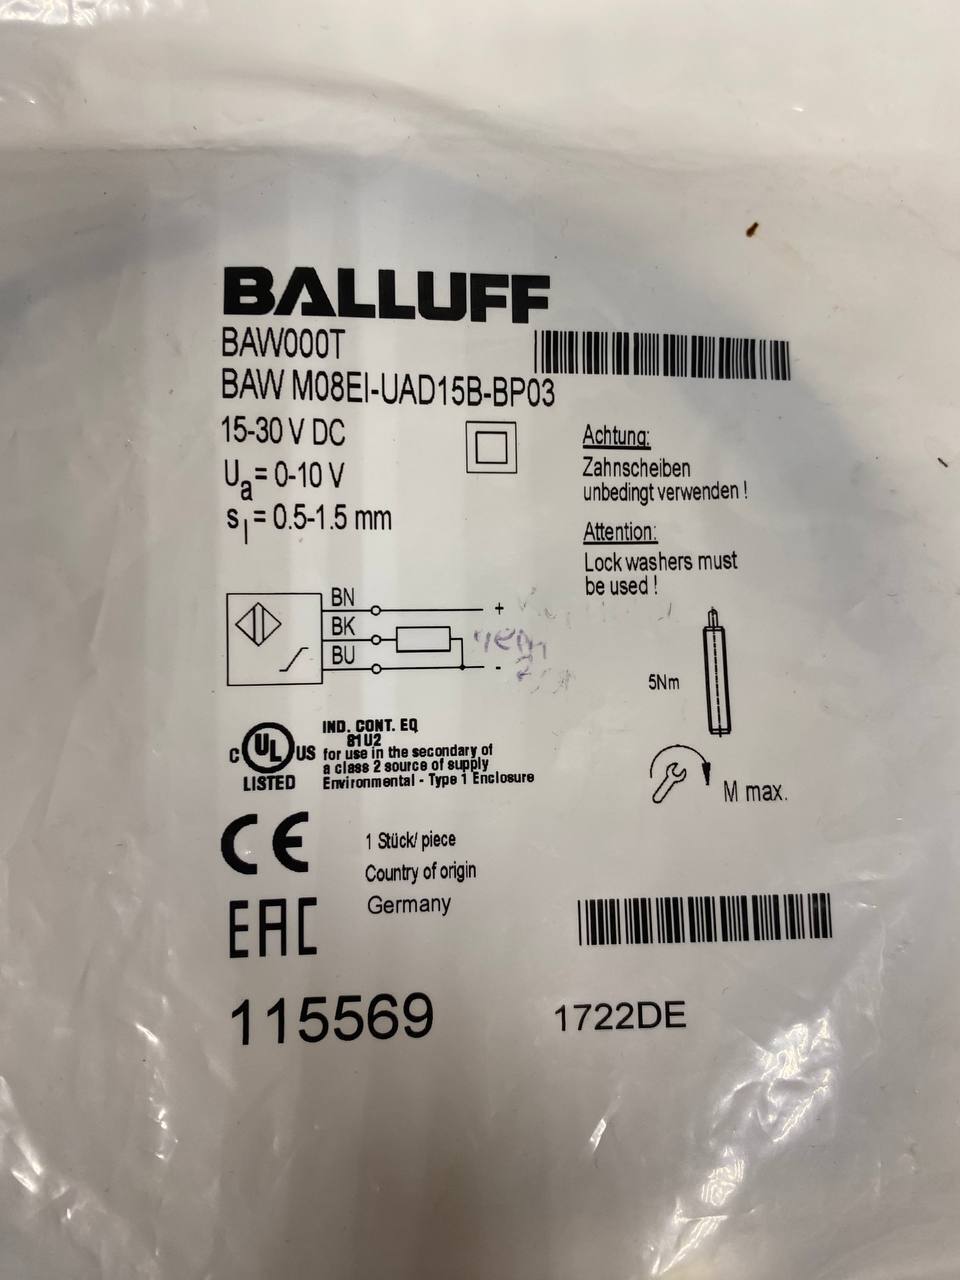 BALLUFF
BAW000T
BAW M08EI-UAD15B-BP03
15-30 V DC
Ua= 0-10 V
sl= 0.5-1.5 mm
Achtung:
Zahnscheiben
unbedingt verwenden !
Attention:
Lock washers must
be used !
BN
+
BK
BU
-
5Nm
M max.
C UL US
LISTED
IND. CONT. EQ
81U2
for use in the secondary of
a class 2 source of supply
Environmental - Type 1 Enclosure
CE
1 Stück/ piece
Country of origin
Germany
EAC
115569
1722DE